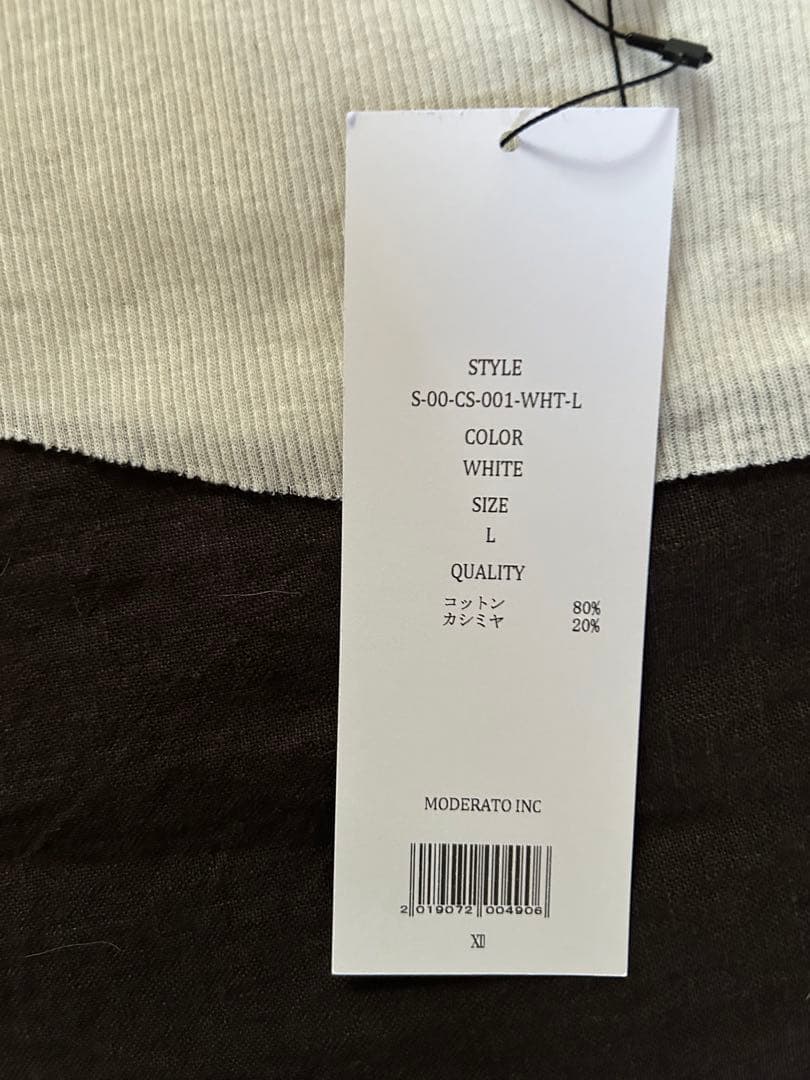 STYLE
S-00-CS-001-WHT-L
COLOR
WHITE
SIZE
L
QUALITY
コットン 80%
カシミヤ 20%
MODERATO INC
2 019072 004906
XII